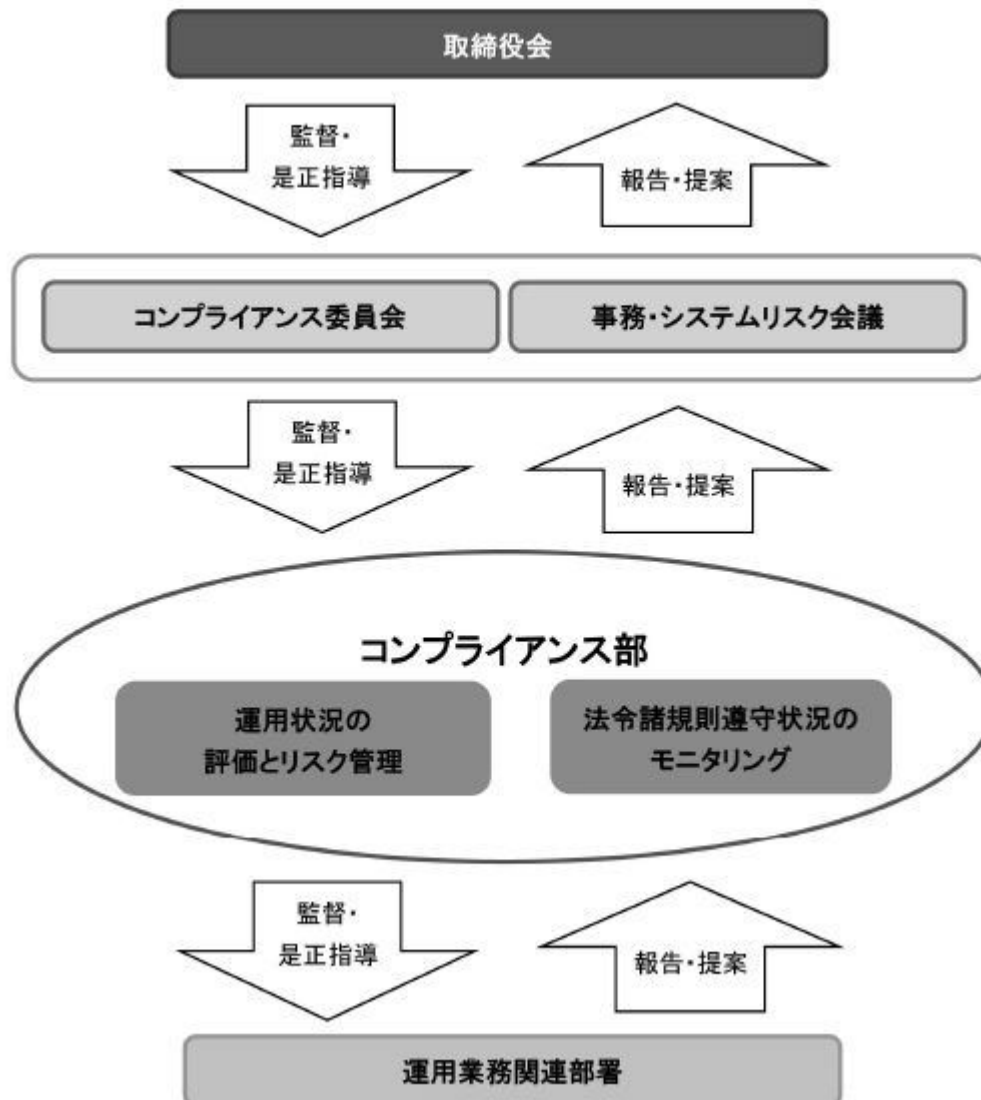 取締役会
監督・
是正指導
報告・提案
コンプライアンス委員会
事務・システムリスク会議
監督・
是正指導
報告・提案
コンプライアンス部
運用状況の
評価とリスク管理
法令諸規則遵守状況の
モニタリング
監督・
是正指導
報告・提案
運用業務関連部署